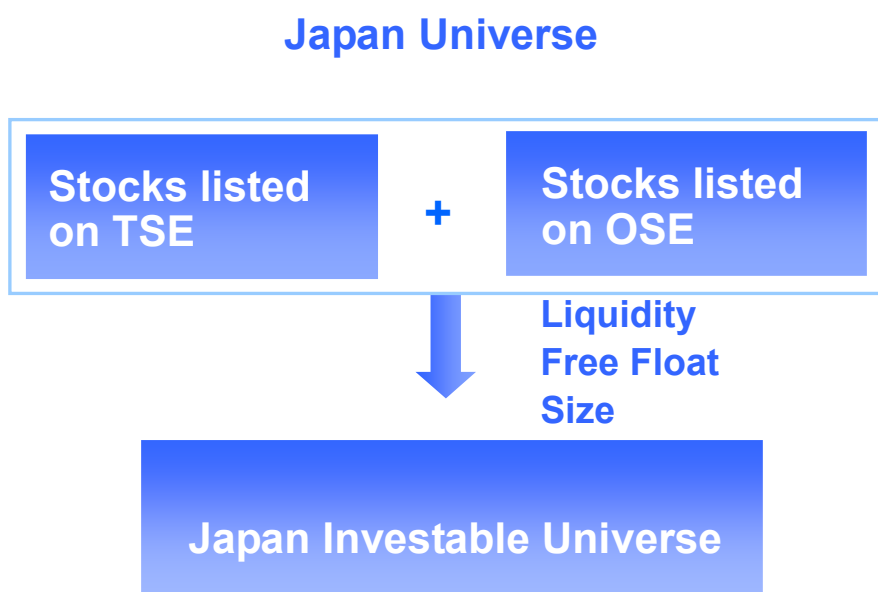 Japan Universe
Stocks listed
on TSE
+
Stocks listed
on OSE
Liquidity
Free Float
Size
Japan Investable Universe